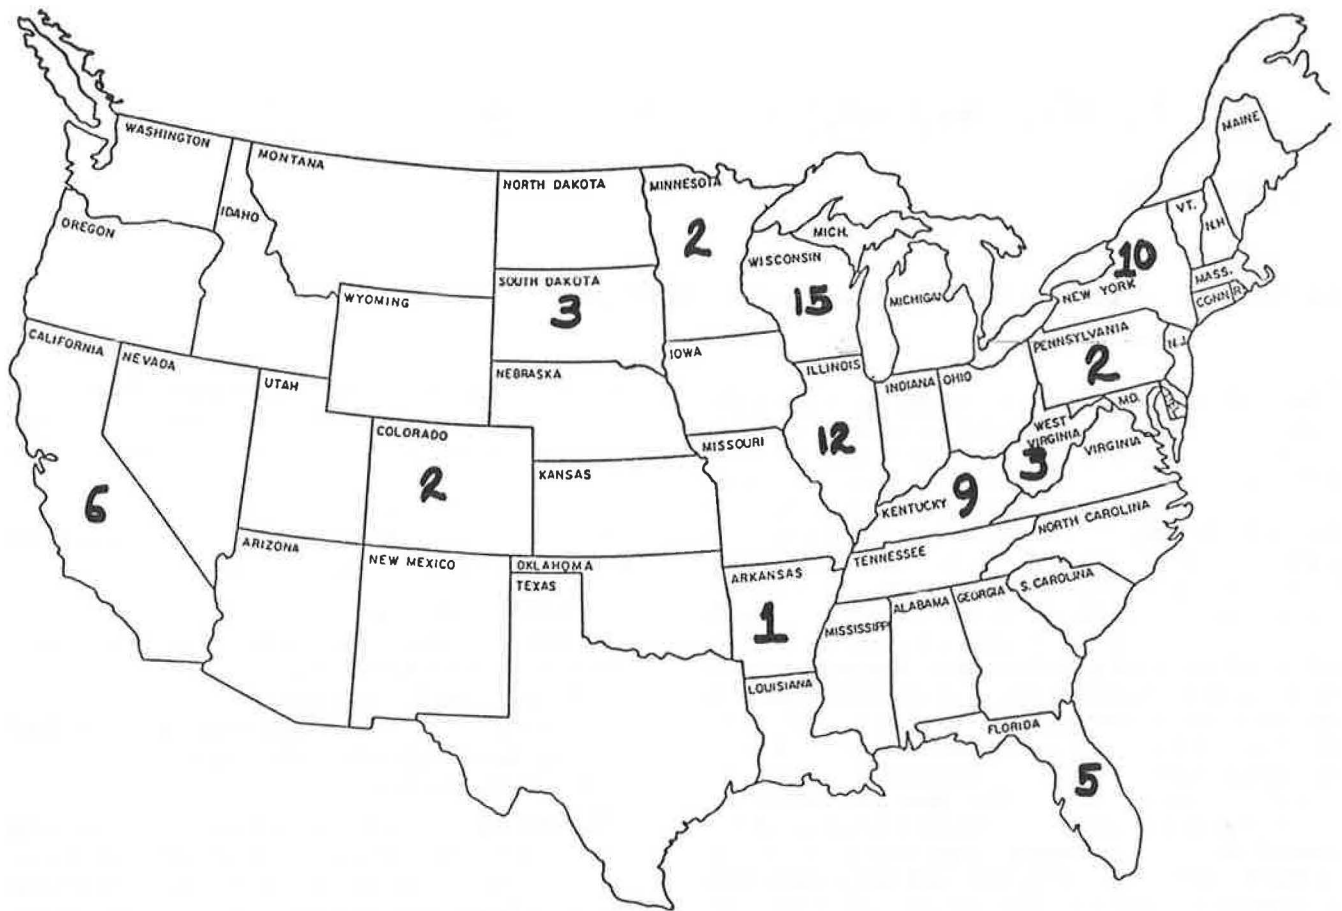 WASHINGTON
MONTANA
NORTH DAKOTA
MINNESOTA
2
MAINE
IDAHO
OREGON
VT.
N.H
MICH.
WISCONSIN
15
10
NEW YORK
MASS.
CONN
R.
SOUTH DAKOTA
3
WYOMING
MICHIGAN
CALIFORNIA
6
NEVADA
UTAH
NEBRASKA
IOWA
ILLINOIS
12
INDIANA
OHIO
PENNSYLVANIA
2
N.J.
MD.
WEST
VIRGINIA
3
VIRGINIA
COLORADO
2
KANSAS
MISSOURI
KENTUCKY
9
NORTH CAROLINA
ARIZONA
NEW MEXICO
OKLAHOMA
TEXAS
ARKANSAS
1
TENNESSEE
S. CAROLINA
MISSISSIPPI
ALABAMA
GEORGIA
LOUISIANA
FLORIDA
5